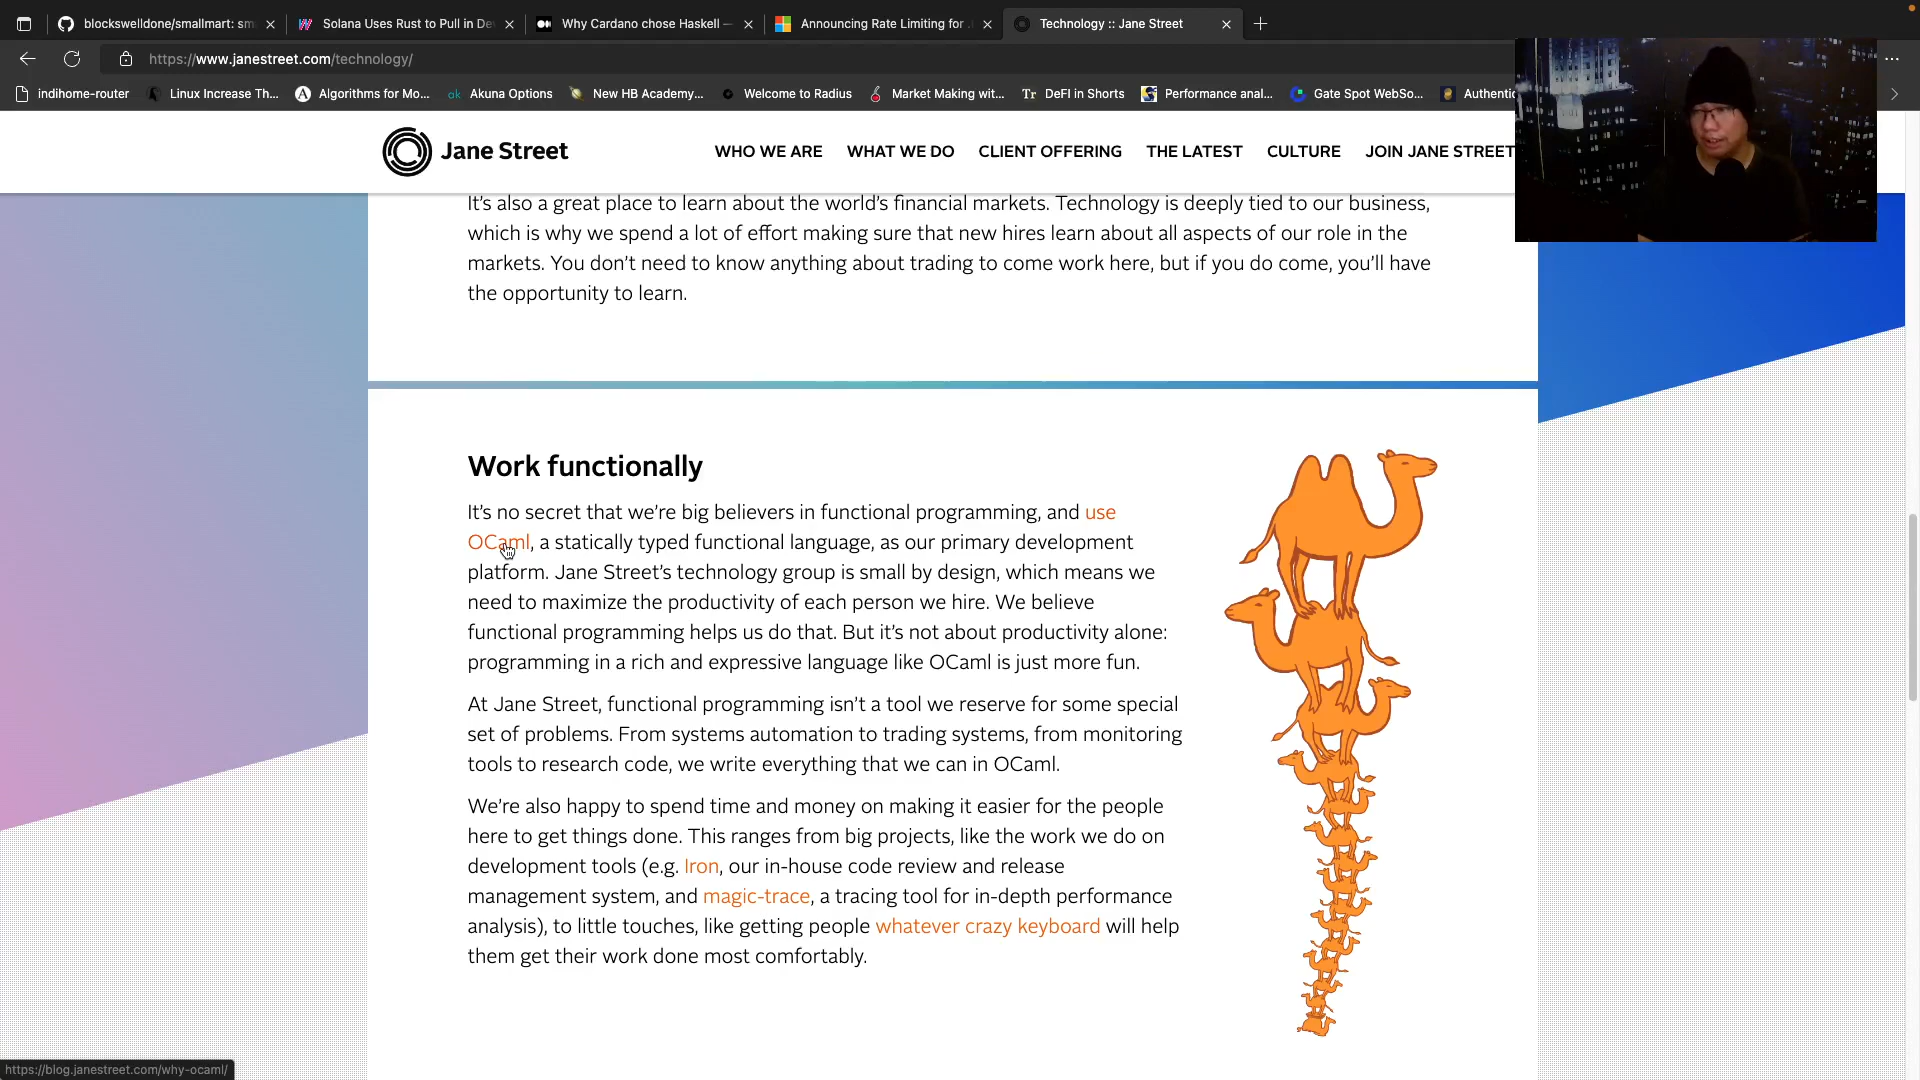 blockswelldone/smallmart: sm
Solana Uses Rust to Pull in De
Why Cardano chose Haskell —
Announcing Rate Limiting for .
Technology :: Jane Street
https://www.janestreet.com/technology/
indihome-router
Linux Increase Th...
Algorithms for Mo...
Akuna Options
New HB Academy...
Welcome to Radius
Market Making wit...
DeFI in Shorts
Performance anal...
Gate Spot WebSo...
Authentic
Jane Street
WHO WE ARE
WHAT WE DO
CLIENT OFFERING
THE LATEST
CULTURE
JOIN JANE STREET
It's also a great place to learn about the world's financial markets. Technology is deeply tied to our business,
which is why we spend a lot of effort making sure that new hires learn about all aspects of our role in the
markets. You don't need to know anything about trading to come work here, but if you do come, you'll have
the opportunity to learn.
Work functionally
It's no secret that we're big believers in functional programming, and use
OCaml, a statically typed functional language, as our primary development
platform. Jane Street's technology group is small by design, which means we
need to maximize the productivity of each person we hire. We believe
functional programming helps us do that. But it's not about productivity alone:
programming in a rich and expressive language like OCaml is just more fun.
At Jane Street, functional programming isn't a tool we reserve for some special
set of problems. From systems automation to trading systems, from monitoring
tools to research code, we write everything that we can in OCaml.
We're also happy to spend time and money on making it easier for the people
here to get things done. This ranges from big projects, like the work we do on
development tools (e.g. Iron, our in-house code review and release
management system, and magic-trace, a tracing tool for in-depth performance
analysis), to little touches, like getting people whatever crazy keyboard will help
them get their work done most comfortably.
https://blog.janestreet.com/why-ocaml/